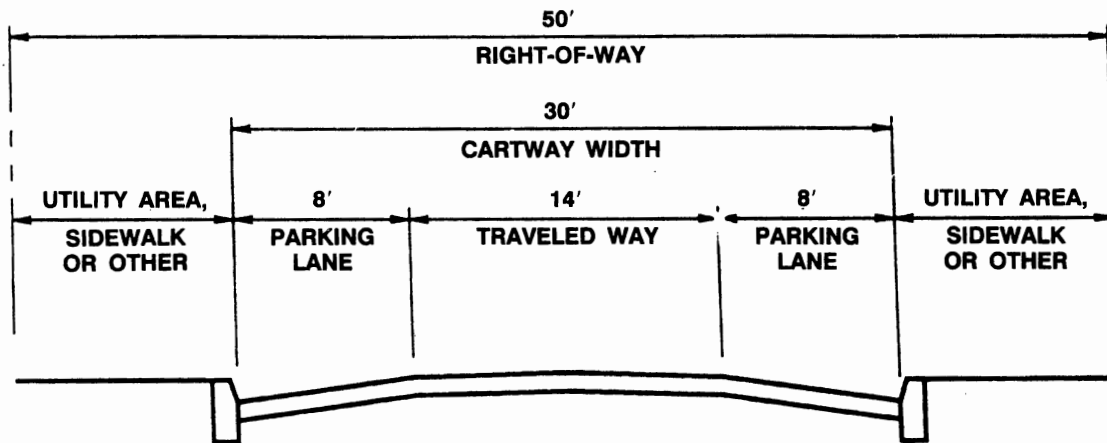 50'
RIGHT-OF-WAY
30'
CARTWAY WIDTH
UTILITY AREA,
SIDEWALK
OR OTHER
8'
PARKING
LANE
14'
TRAVELED WAY
8'
PARKING
LANE
UTILITY AREA,
SIDEWALK
OR OTHER